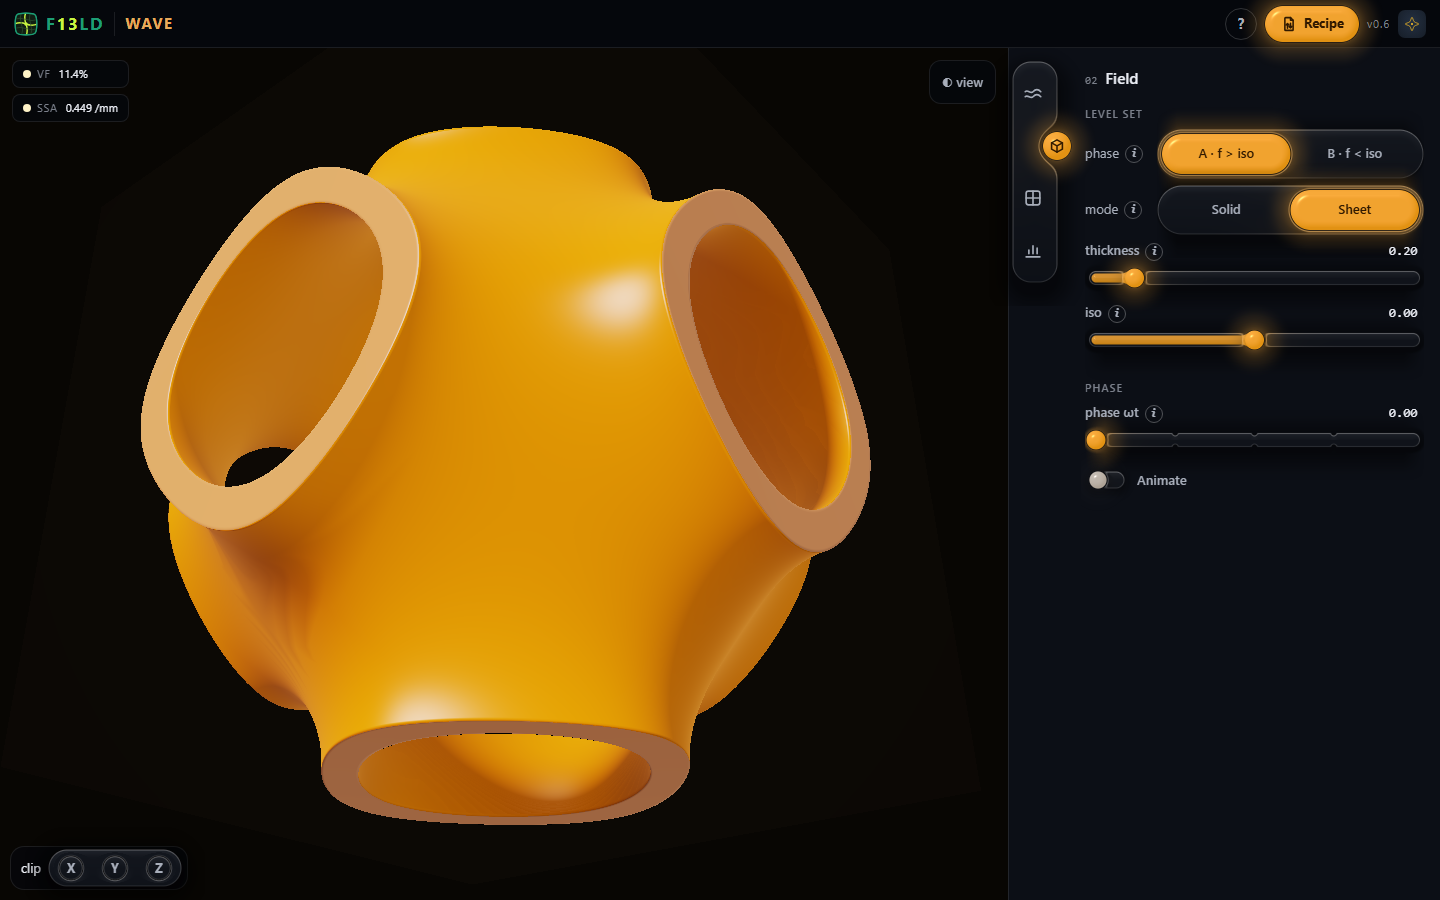 F13LD WAVE
? Recipe v0.6
VF 11.4%
SSA 0.449 /mm
view
02 Field
LEVEL SET
phase i A · f > iso B · f < iso
mode i Solid Sheet
thickness i 0.20
iso i 0.00
PHASE
phase ωt i 0.00
Animate
clip X Y Z